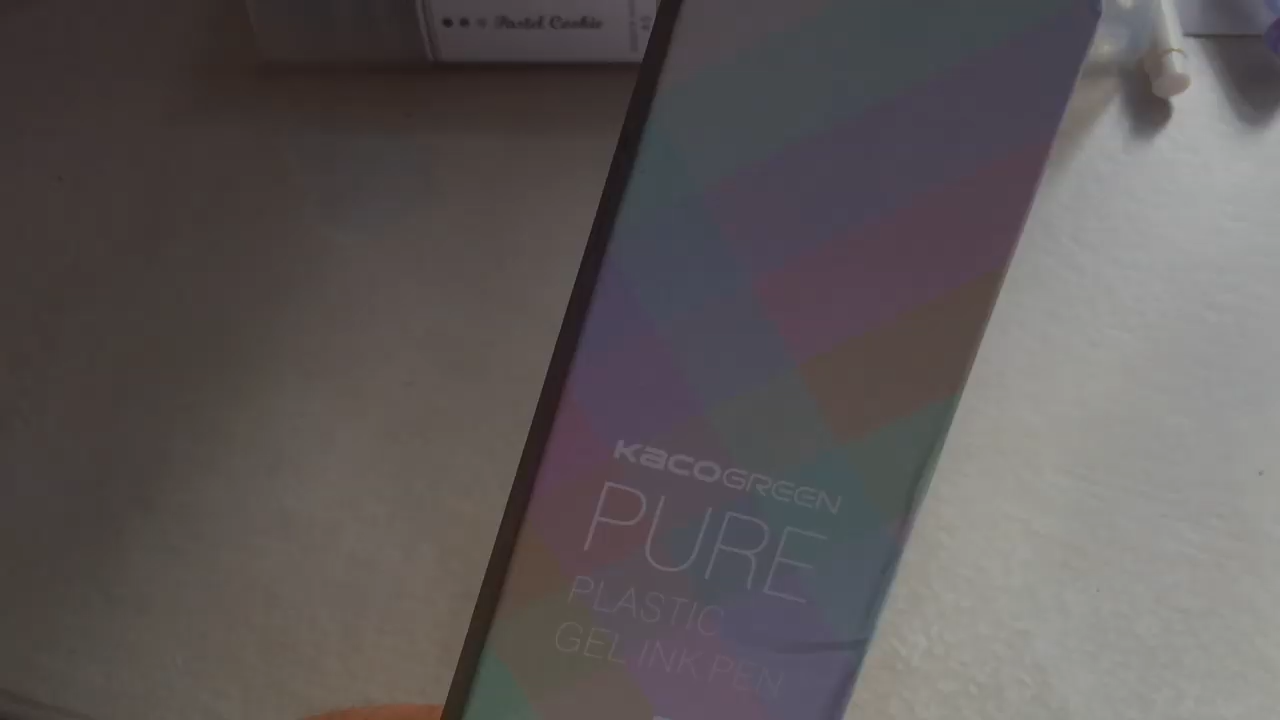 Pastel Cookie
KACOGREEN
PURE
PLASTIC
GEL INK PEN